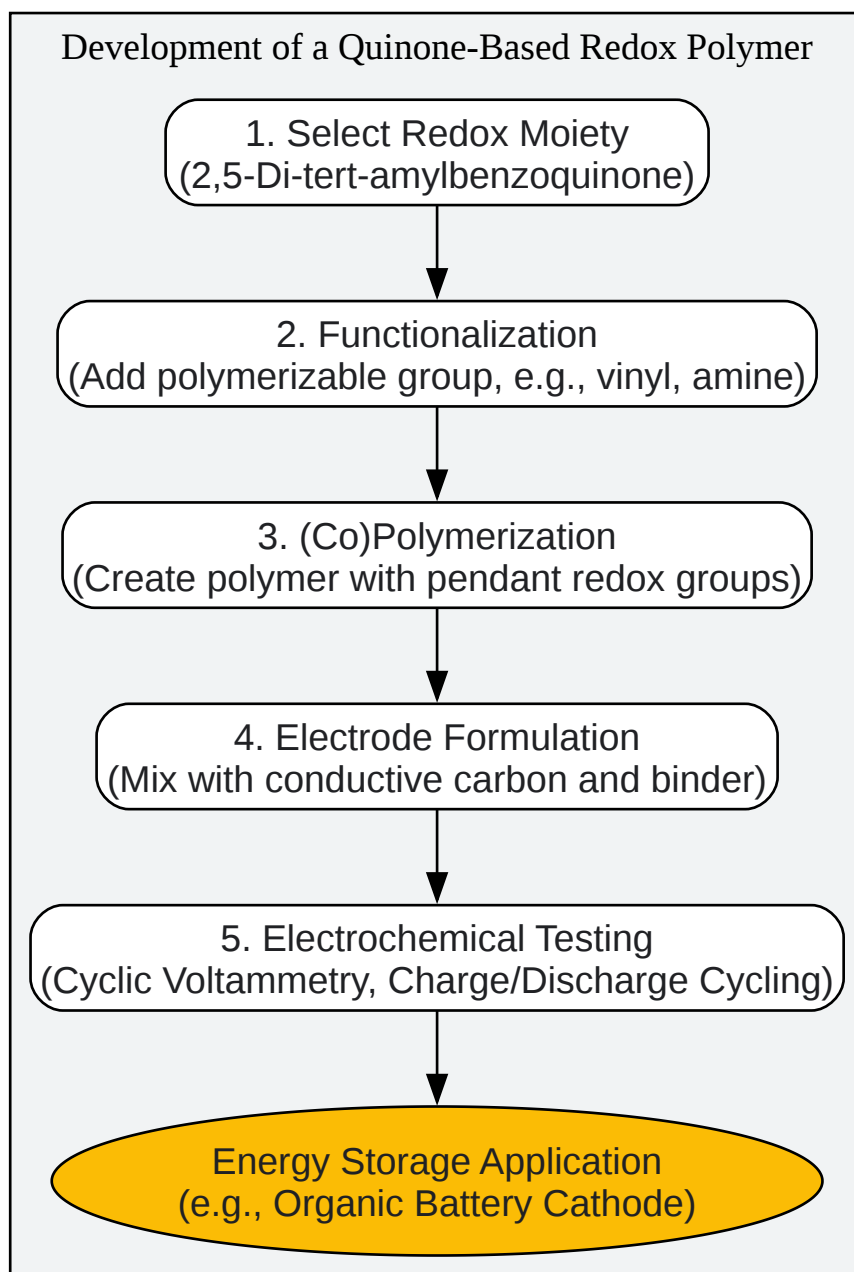 Development of a Quinone-Based Redox Polymer
1. Select Redox Moiety
(2,5-Di-tert-amylbenzoquinone)
2. Functionalization
(Add polymerizable group, e.g., vinyl, amine)
3. (Co)Polymerization
(Create polymer with pendant redox groups)
4. Electrode Formulation
(Mix with conductive carbon and binder)
5. Electrochemical Testing
(Cyclic Voltammetry, Charge/Discharge Cycling)
Energy Storage Application
(e.g., Organic Battery Cathode)